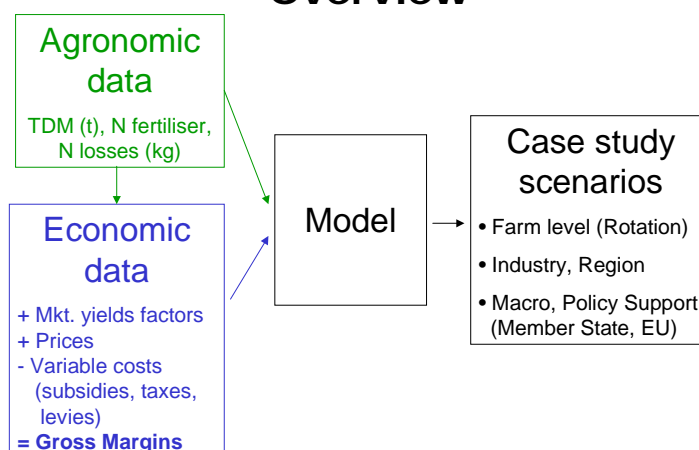 Overview
Agronomic
data
TDM (t), N fertiliser,
N losses (kg)
Economic
data
+ Mkt. yields factors
+ Prices
- Variable costs
(subsidies, taxes,
levies)
= Gross Margins
Model
Case study
scenarios
• Farm level (Rotation)
• Industry, Region
• Macro, Policy Support
(Member State, EU)